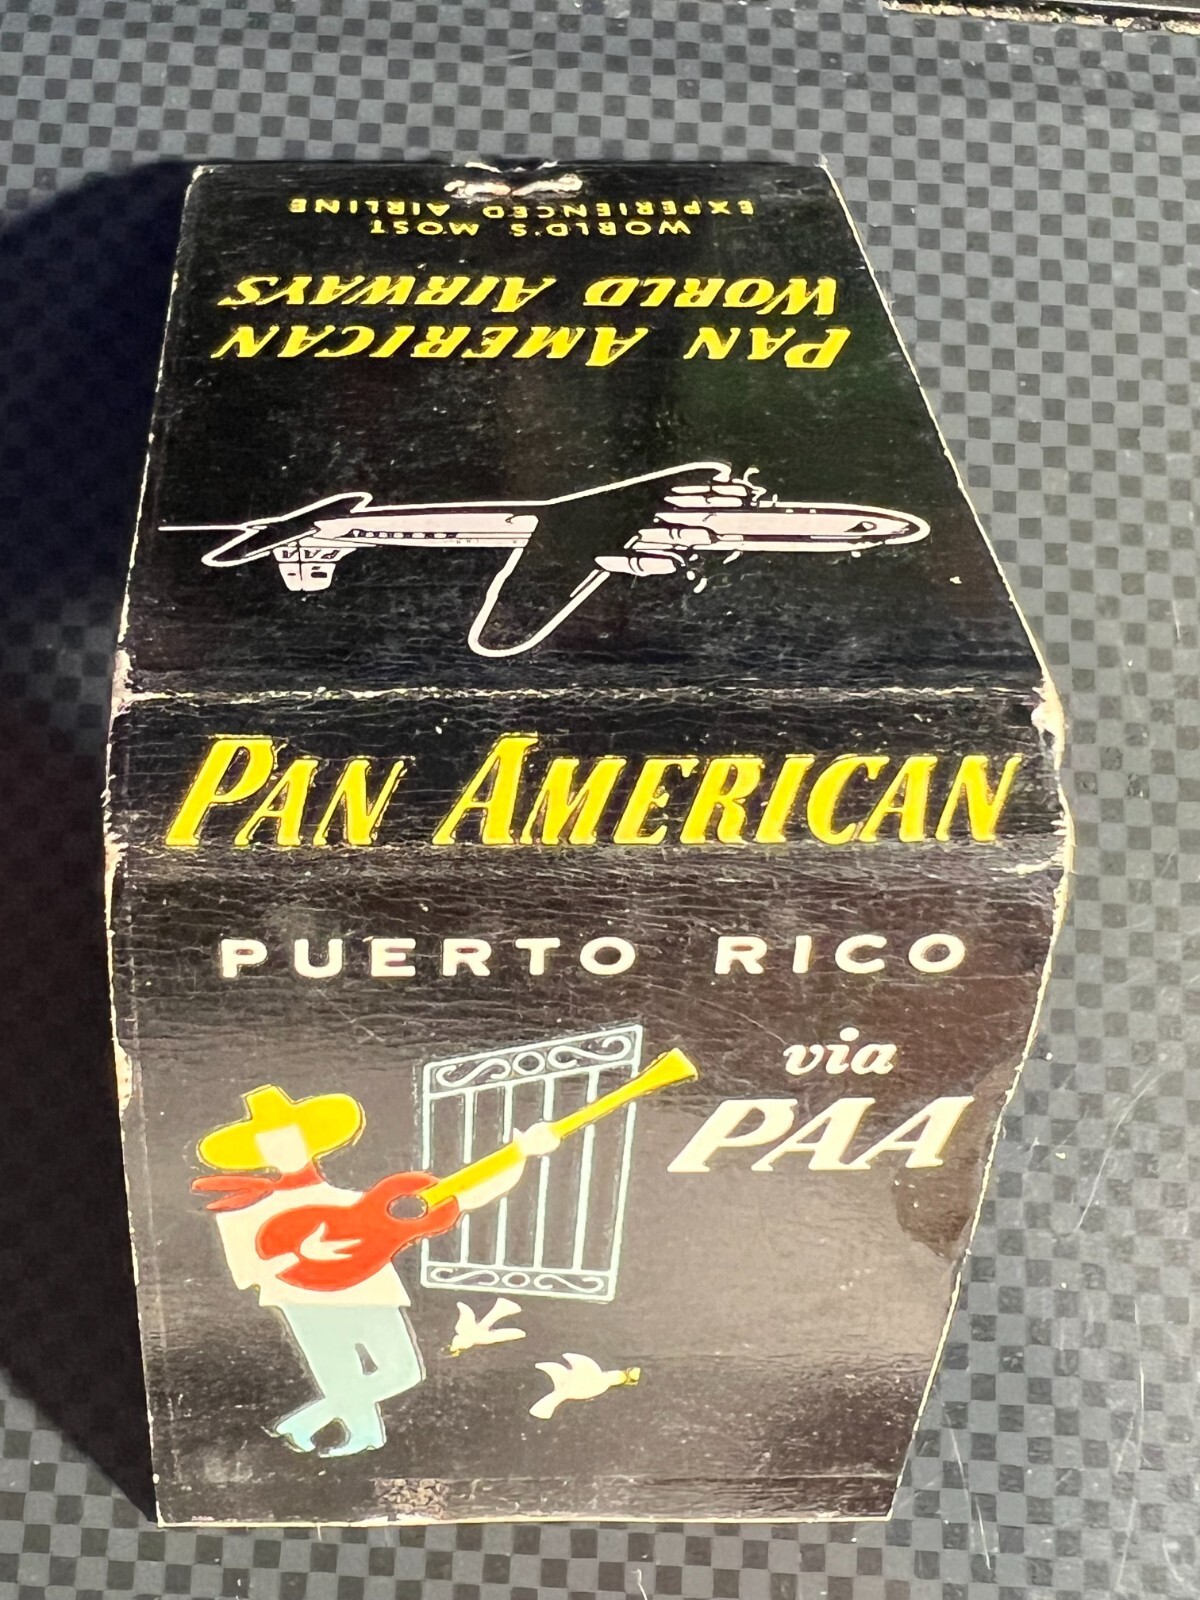 WORLD'S MOST
EXPERIENCED AIRLINE
PAN AMERICAN
WORLD AIRWAYS
PAA
PAN AMERICAN
PUERTO RICO
via
PAA